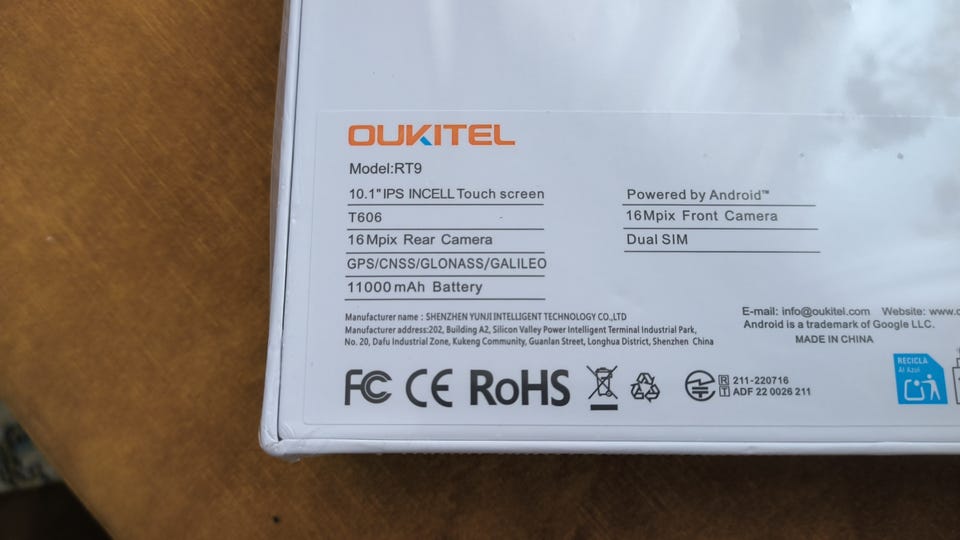 OUKITEL
Model:RT9
10.1" IPS INCELL Touch screen
T606
16Mpix Rear Camera
GPS/CNSS/GLONASS/GALILEO
11000mAh Battery
Powered by Android™
16Mpix Front Camera
Dual SIM
Manufacturer name : SHENZHEN YUNJI INTELLIGENT TECHNOLOGY CO.,LTD
Manufacturer address:202, Building A2, Silicon Valley Power Intelligent Terminal Industrial Park,
No. 20, Dafu Industrial Zone, Kukeng Community, Guanlan Street, Longhua District, Shenzhen China
E-mail: info@oukitel.com Website:
Android is a trademark of Google LLC.
MADE IN CHINA
FC CE RoHS
R 211-220716
T ADF 22 0026 211
RECICLA
Al Azul